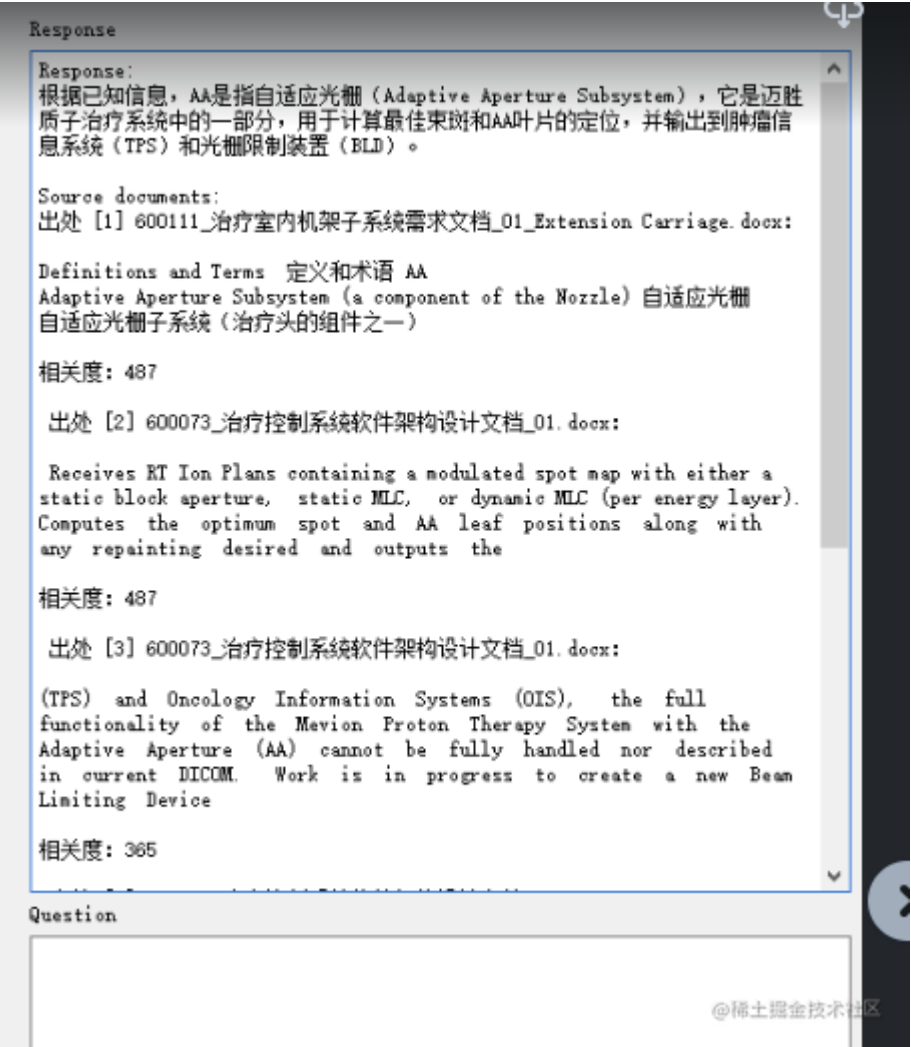 Response
Response:
根据已知信息，AA是指自适应光栅（Adaptive Aperture Subsystem），它是迈胜
质子治疗系统中的一部分，用于计算最佳束斑和AA叶片的定位，并输出到肿瘤信
息系统（TPS）和光栅限制装置（BLD）。
Source documents:
出处 [1] 600111_治疗室内机架子系统需求文档_01_Extension Carriage.docx:
Definitions and Terms 定义和术语 AA
Adaptive Aperture Subsystem (a component of the Nozzle) 自适应光栅
自适应光栅子系统（治疗头的组件之一）
相关度: 487
出处 [2] 600073_治疗控制系统软件架构设计文档_01.docx:
Receives RT Ion Plans containing a modulated spot map with either a
static block aperture, static MLC, or dynamic MLC (per energy layer).
Computes the optimum spot and AA leaf positions along with
any repainting desired and outputs the
相关度: 487
出处 [3] 600073_治疗控制系统软件架构设计文档_01.docx:
(TPS) and Oncology Information Systems (OIS), the full
functionality of the Mevion Proton Therapy System with the
Adaptive Aperture (AA) cannot be fully handled nor described
in current DICOM. Work is in progress to create a new Beam
Limiting Device
相关度: 365
Question
@稀土掘金技术社区